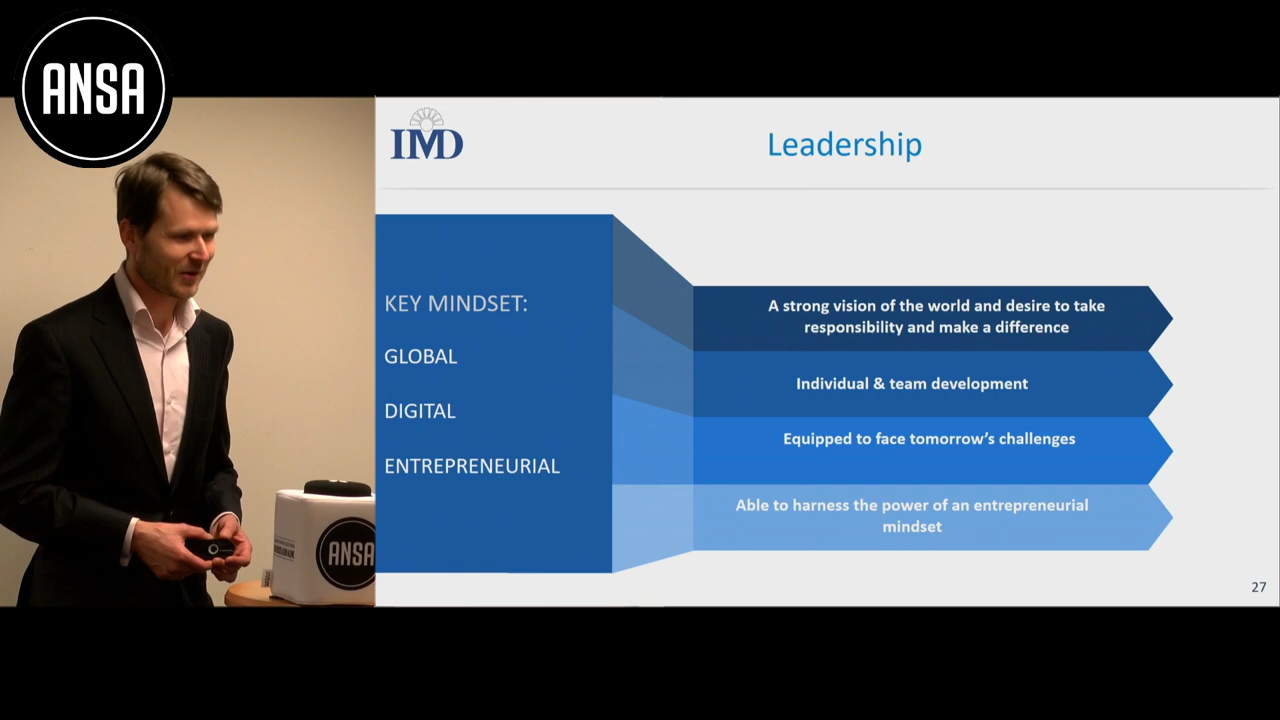 ANSA
IMD
Leadership
KEY MINDSET:
GLOBAL
DIGITAL
ENTREPRENEURIAL
A strong vision of the world and desire to take
responsibility and make a difference
Individual & team development
Equipped to face tomorrow's challenges
Able to harness the power of an entrepreneurial
mindset
ANSA
27